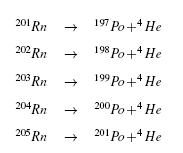 ²⁰¹Rn → ¹⁹⁷Po+⁴He
²⁰²Rn → ¹⁹⁸Po+⁴He
²⁰³Rn → ¹⁹⁹Po+⁴He
²⁰⁴Rn → ²⁰⁰Po+⁴He
²⁰⁵Rn → ²⁰¹Po+⁴He